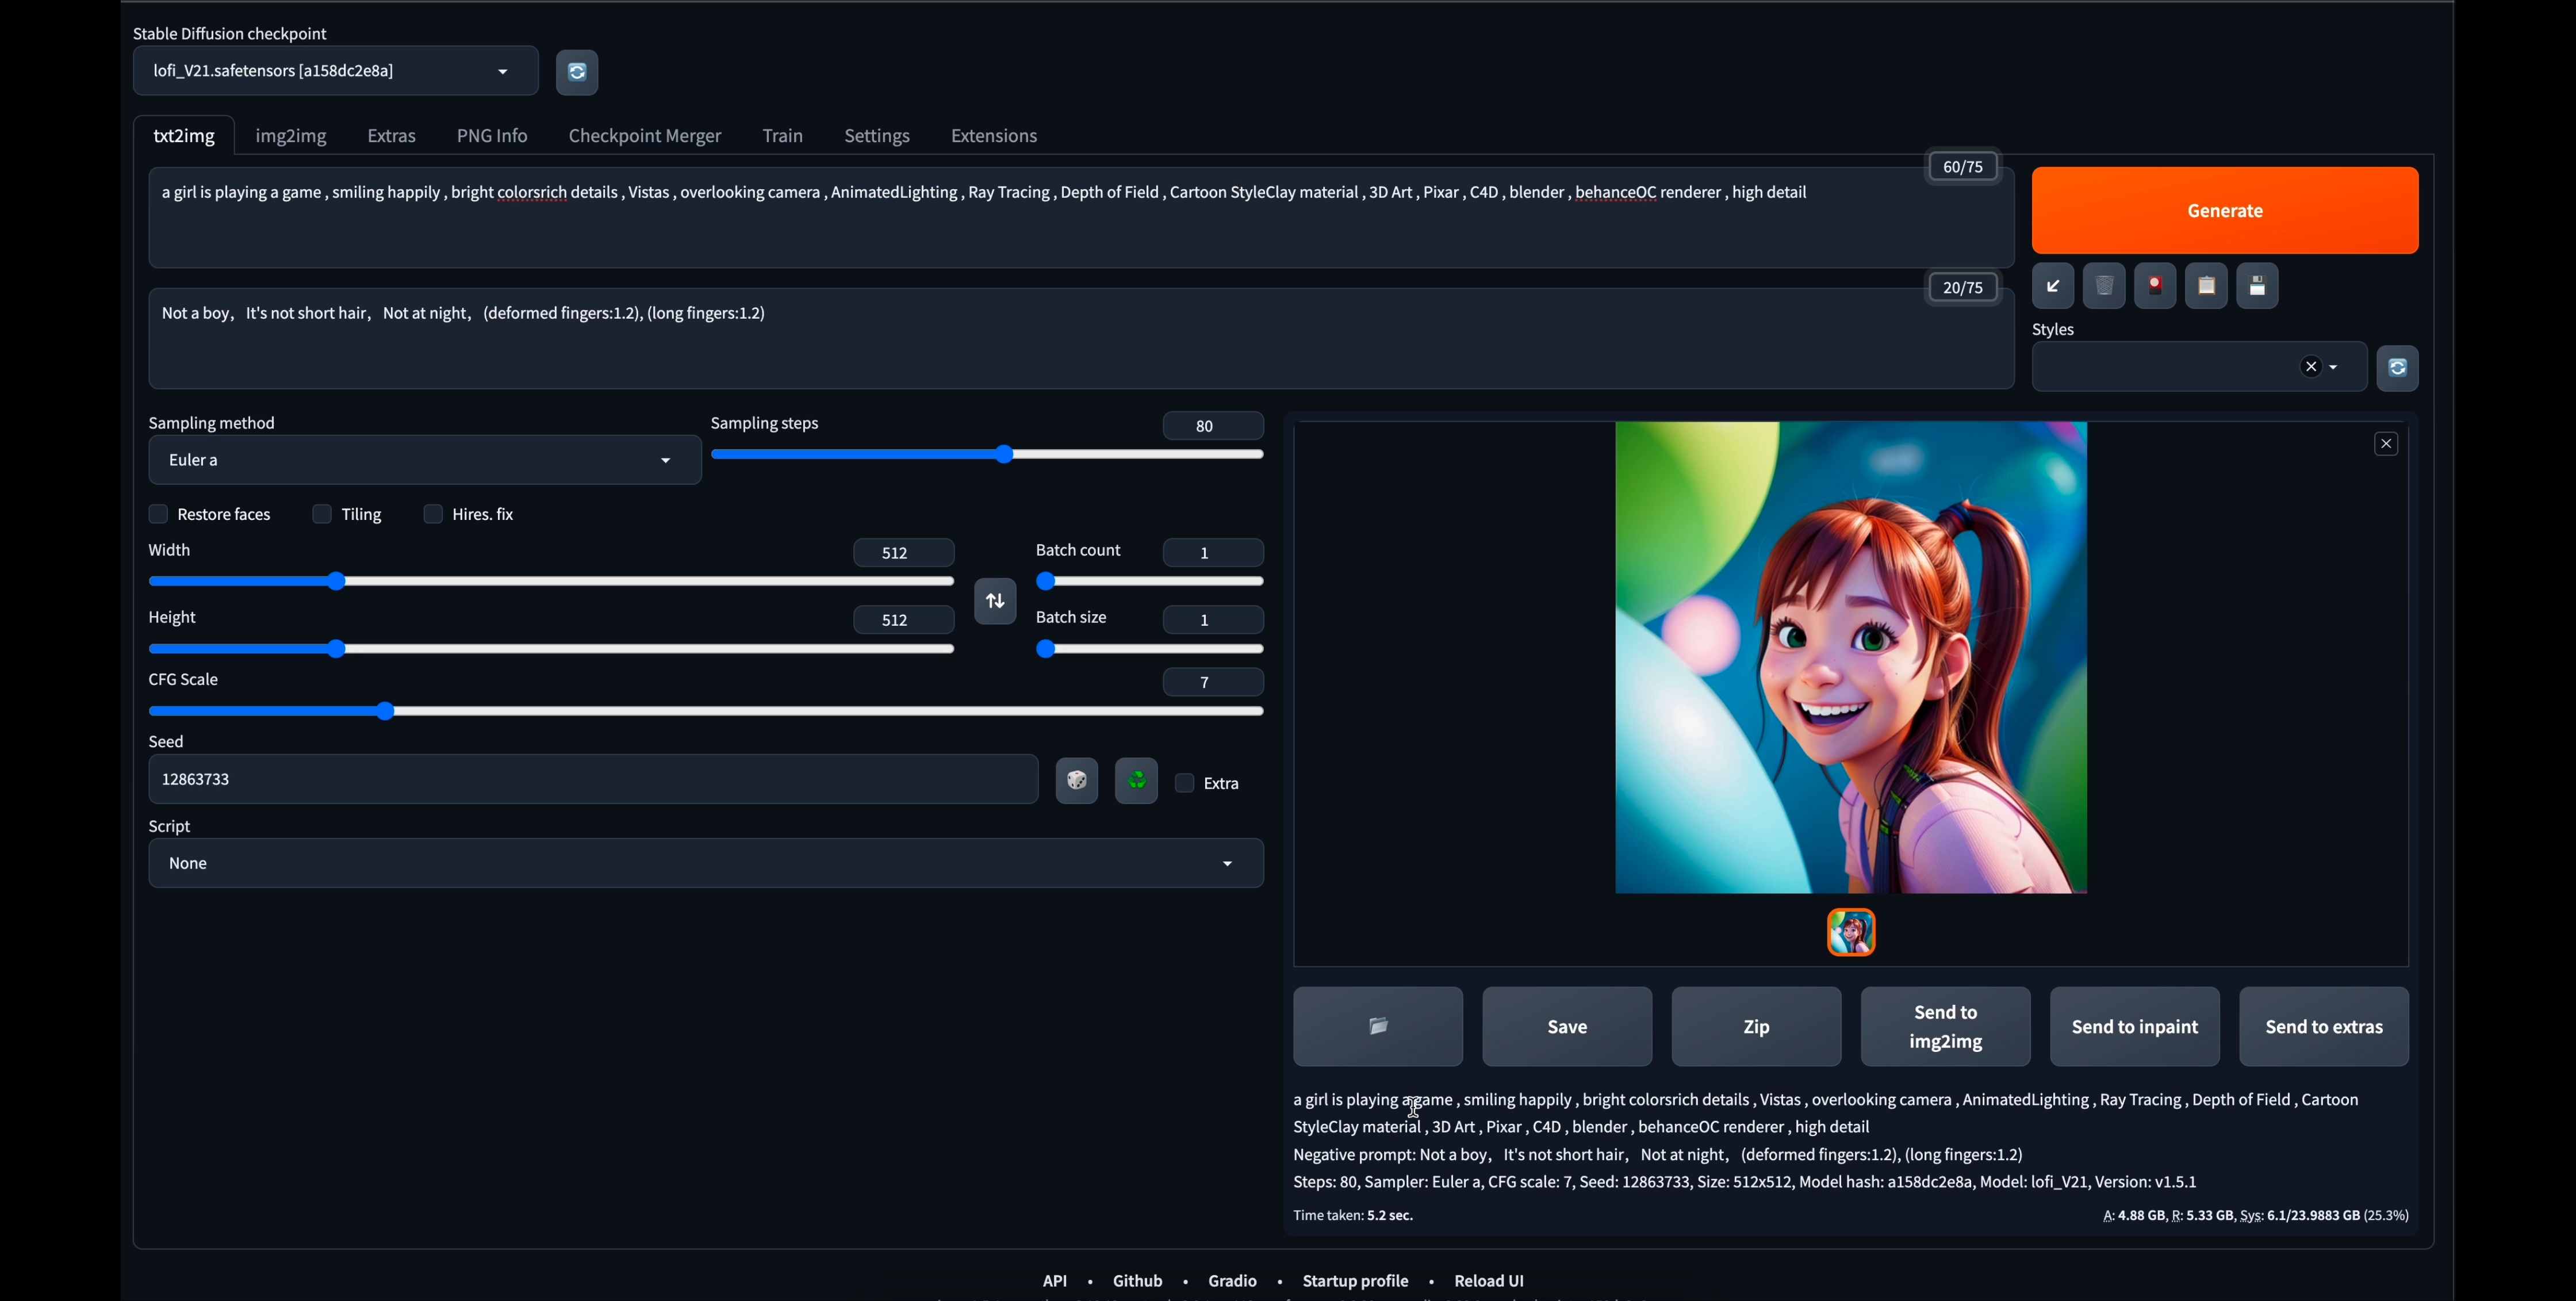 Stable Diffusion checkpoint
lofi_V21.safetensors [a158dc2e8a]
txt2img img2img Extras PNG Info Checkpoint Merger Train Settings Extensions
60/75
a girl is playing a game , smiling happily , bright colorsrich details , Vistas , overlooking camera , AnimatedLighting , Ray Tracing , Depth of Field , Cartoon StyleClay material , 3D Art , Pixar , C4D , blender , behanceOC renderer , high detail
Generate
20/75
Not a boy， It's not short hair， Not at night， (deformed fingers:1.2), (long fingers:1.2)
Styles
Sampling method
Euler a
Sampling steps
80
Restore faces Tiling Hires. fix
Width
512
Height
512
Batch count
1
Batch size
1
CFG Scale
7
Seed
12863733
Extra
Script
None
Save
Zip
Send to
img2img
Send to inpaint
Send to extras
a girl is playing a game , smiling happily , bright colorsrich details , Vistas , overlooking camera , AnimatedLighting , Ray Tracing , Depth of Field , Cartoon
StyleClay material , 3D Art , Pixar , C4D , blender , behanceOC renderer , high detail
Negative prompt: Not a boy， It's not short hair， Not at night， (deformed fingers:1.2), (long fingers:1.2)
Steps: 80, Sampler: Euler a, CFG scale: 7, Seed: 12863733, Size: 512x512, Model hash: a158dc2e8a, Model: lofi_V21, Version: v1.5.1
Time taken: 5.2 sec.
A: 4.88 GB, R: 5.33 GB, Sys: 6.1/23.9883 GB (25.3%)
API • Github • Gradio • Startup profile • Reload UI